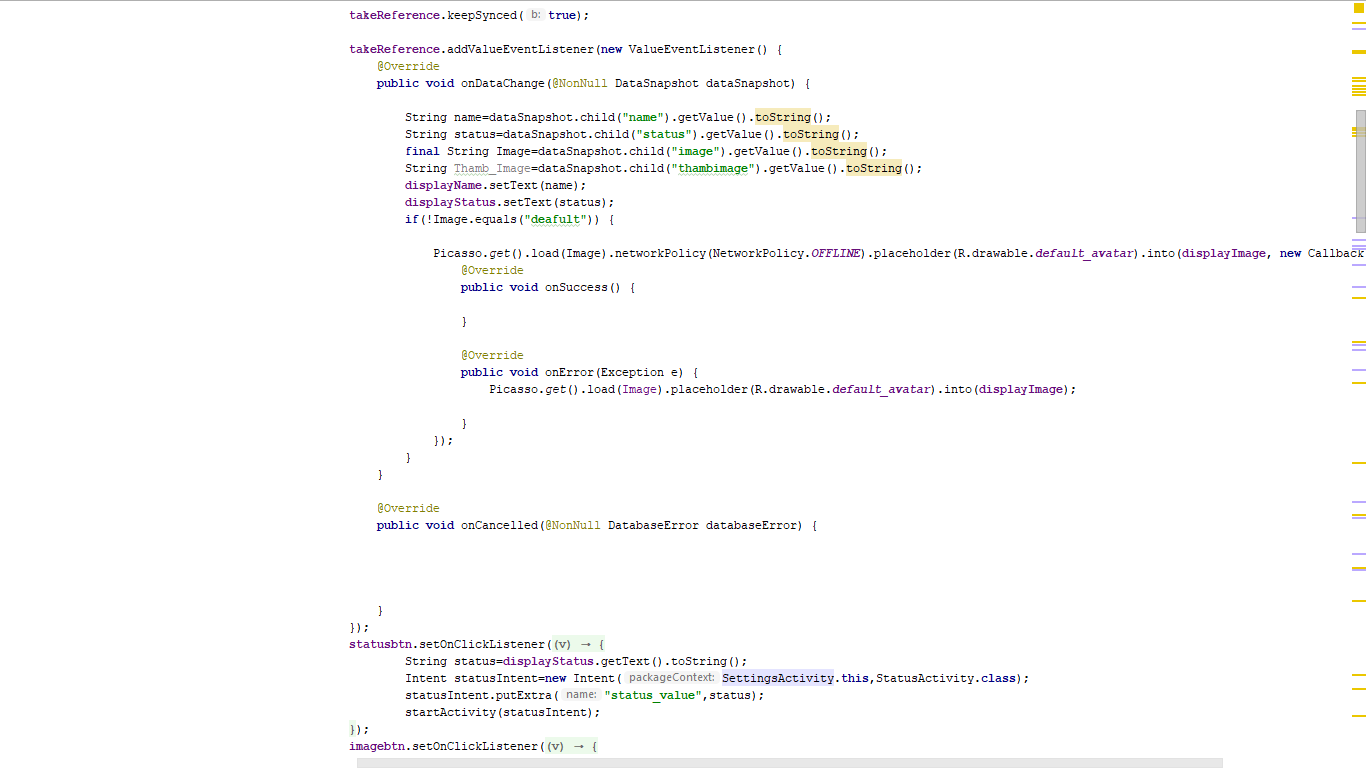 takeReference.keepSynced( b: true);
takeReference.addValueEventListener(new ValueEventListener() {
@Override
public void onDataChange(@NonNull DataSnapshot dataSnapshot) {
String name=dataSnapshot.child("name").getValue().toString();
String status=dataSnapshot.child("status").getValue().toString();
final String Image=dataSnapshot.child("image").getValue().toString();
String Thamb_Image=dataSnapshot.child("thambimage").getValue().toString();
displayName.setText(name);
displayStatus.setText(status);
if(!Image.equals("deafult")) {
Picasso.get().load(Image).networkPolicy(NetworkPolicy.OFFLINE).placeholder(R.drawable.default_avatar).into(displayImage, new Callback
@Override
public void onSuccess() {
}
@Override
public void onError(Exception e) {
Picasso.get().load(Image).placeholder(R.drawable.default_avatar).into(displayImage);
}
});
}
}
@Override
public void onCancelled(@NonNull DatabaseError databaseError) {
}
});
statusbtn.setOnClickListener((v) → {
String status=displayStatus.getText().toString();
Intent statusIntent=new Intent( packageContext: SettingsActivity.this,StatusActivity.class);
statusIntent.putExtra( name: "status_value",status);
startActivity(statusIntent);
});
imagebtn.setOnClickListener((v) → {